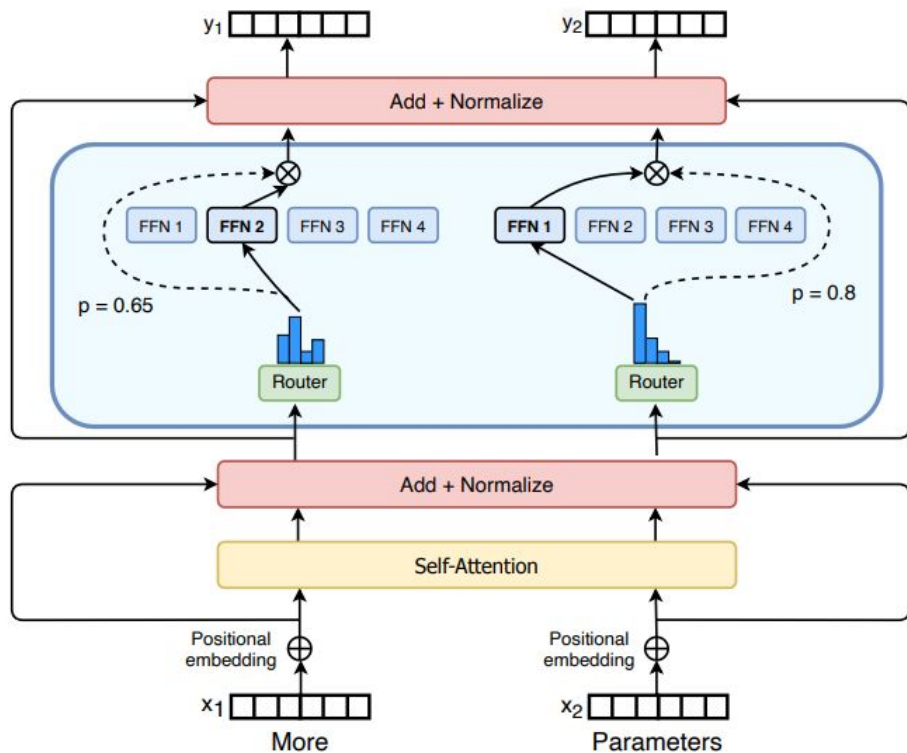 y1 y2
Add + Normalize
FFN 1 FFN 2 FFN 3 FFN 4 FFN 1 FFN 2 FFN 3 FFN 4
p = 0.65 p = 0.8
Router Router
Add + Normalize
Self-Attention
Positional Positional
embedding embedding
x1 x2
More Parameters